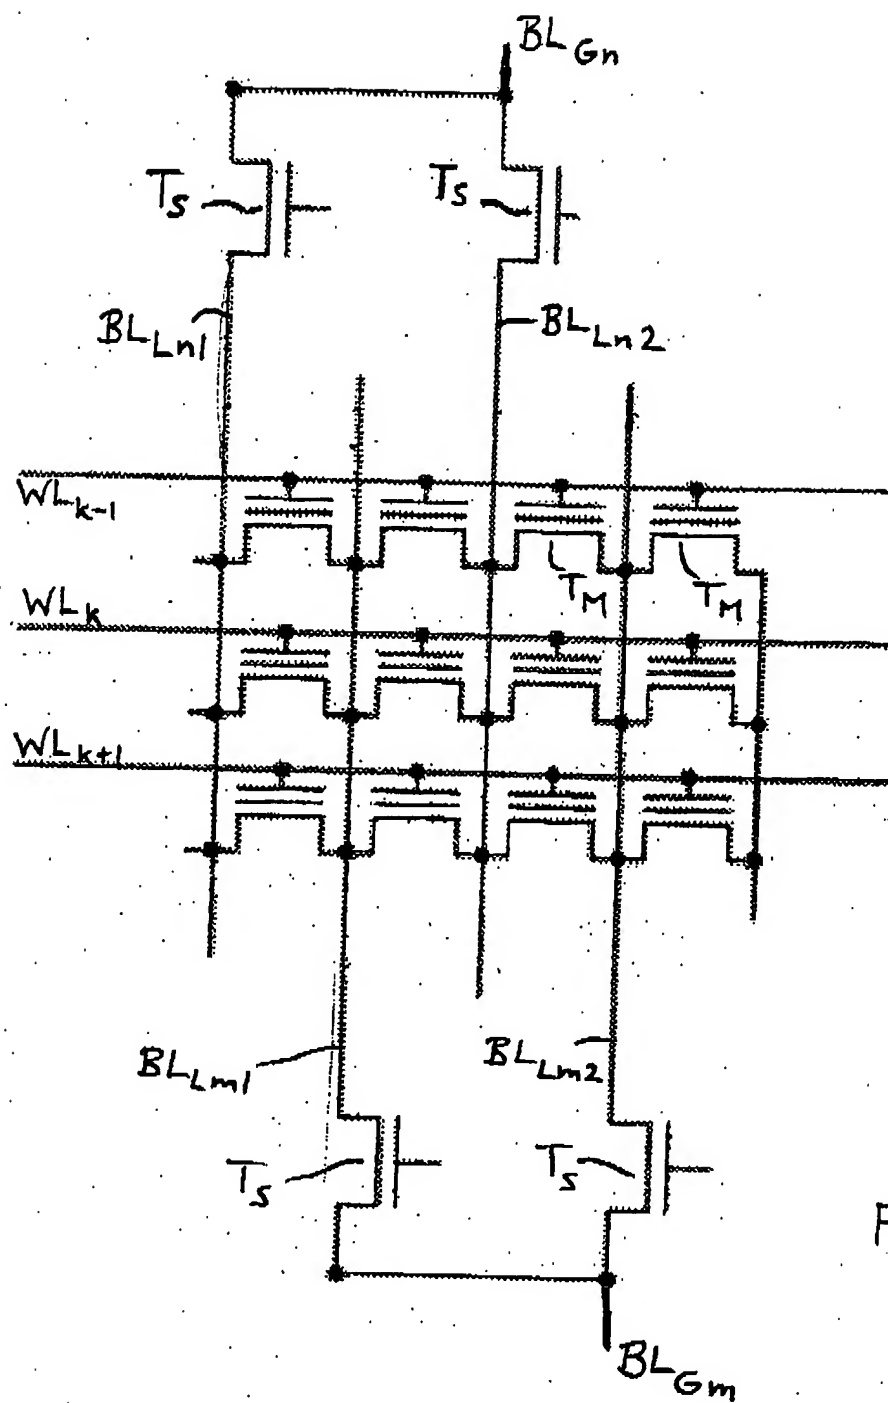 BL_Gn
T_S T_S
BL_Ln1 BL_Ln2
WL_k-1
T_M T_M
WL_k
WL_k+1
BL_Lm1 BL_Lm2
T_S T_S
F
BL_Gm